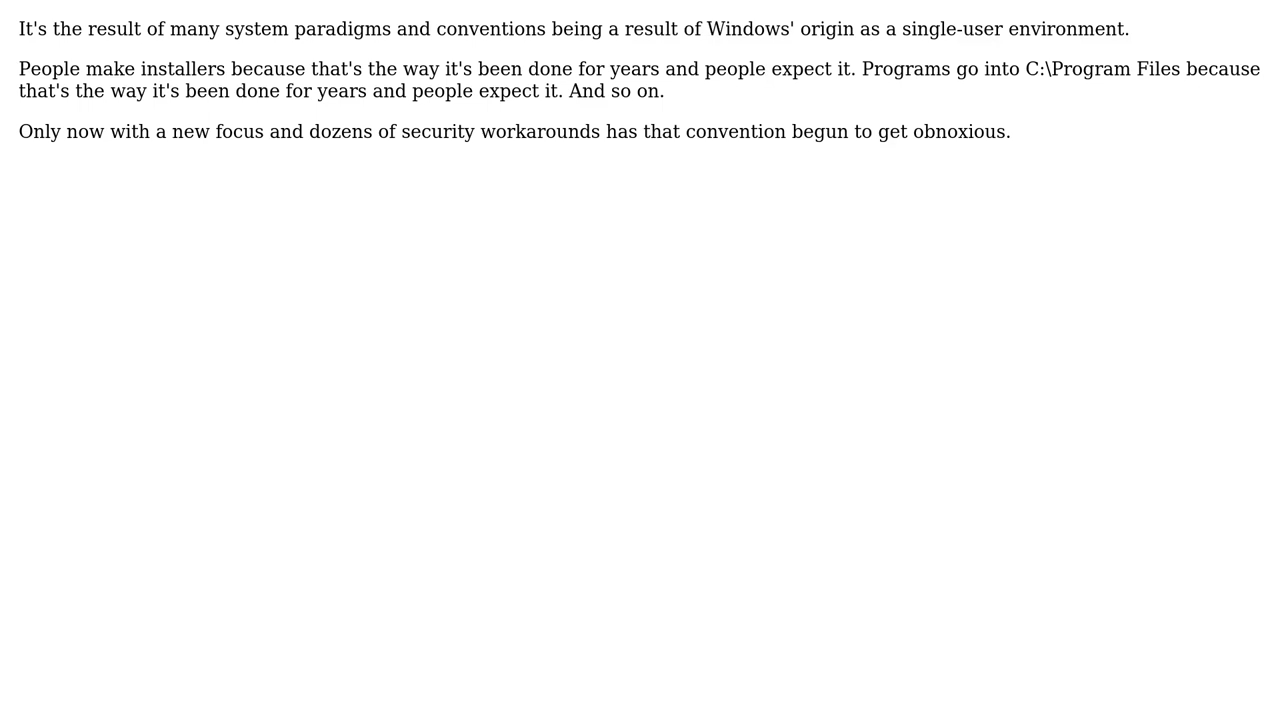 It's the result of many system paradigms and conventions being a result of Windows' origin as a single-user environment.
People make installers because that's the way it's been done for years and people expect it. Programs go into C:\Program Files because
that's the way it's been done for years and people expect it. And so on.
Only now with a new focus and dozens of security workarounds has that convention begun to get obnoxious.